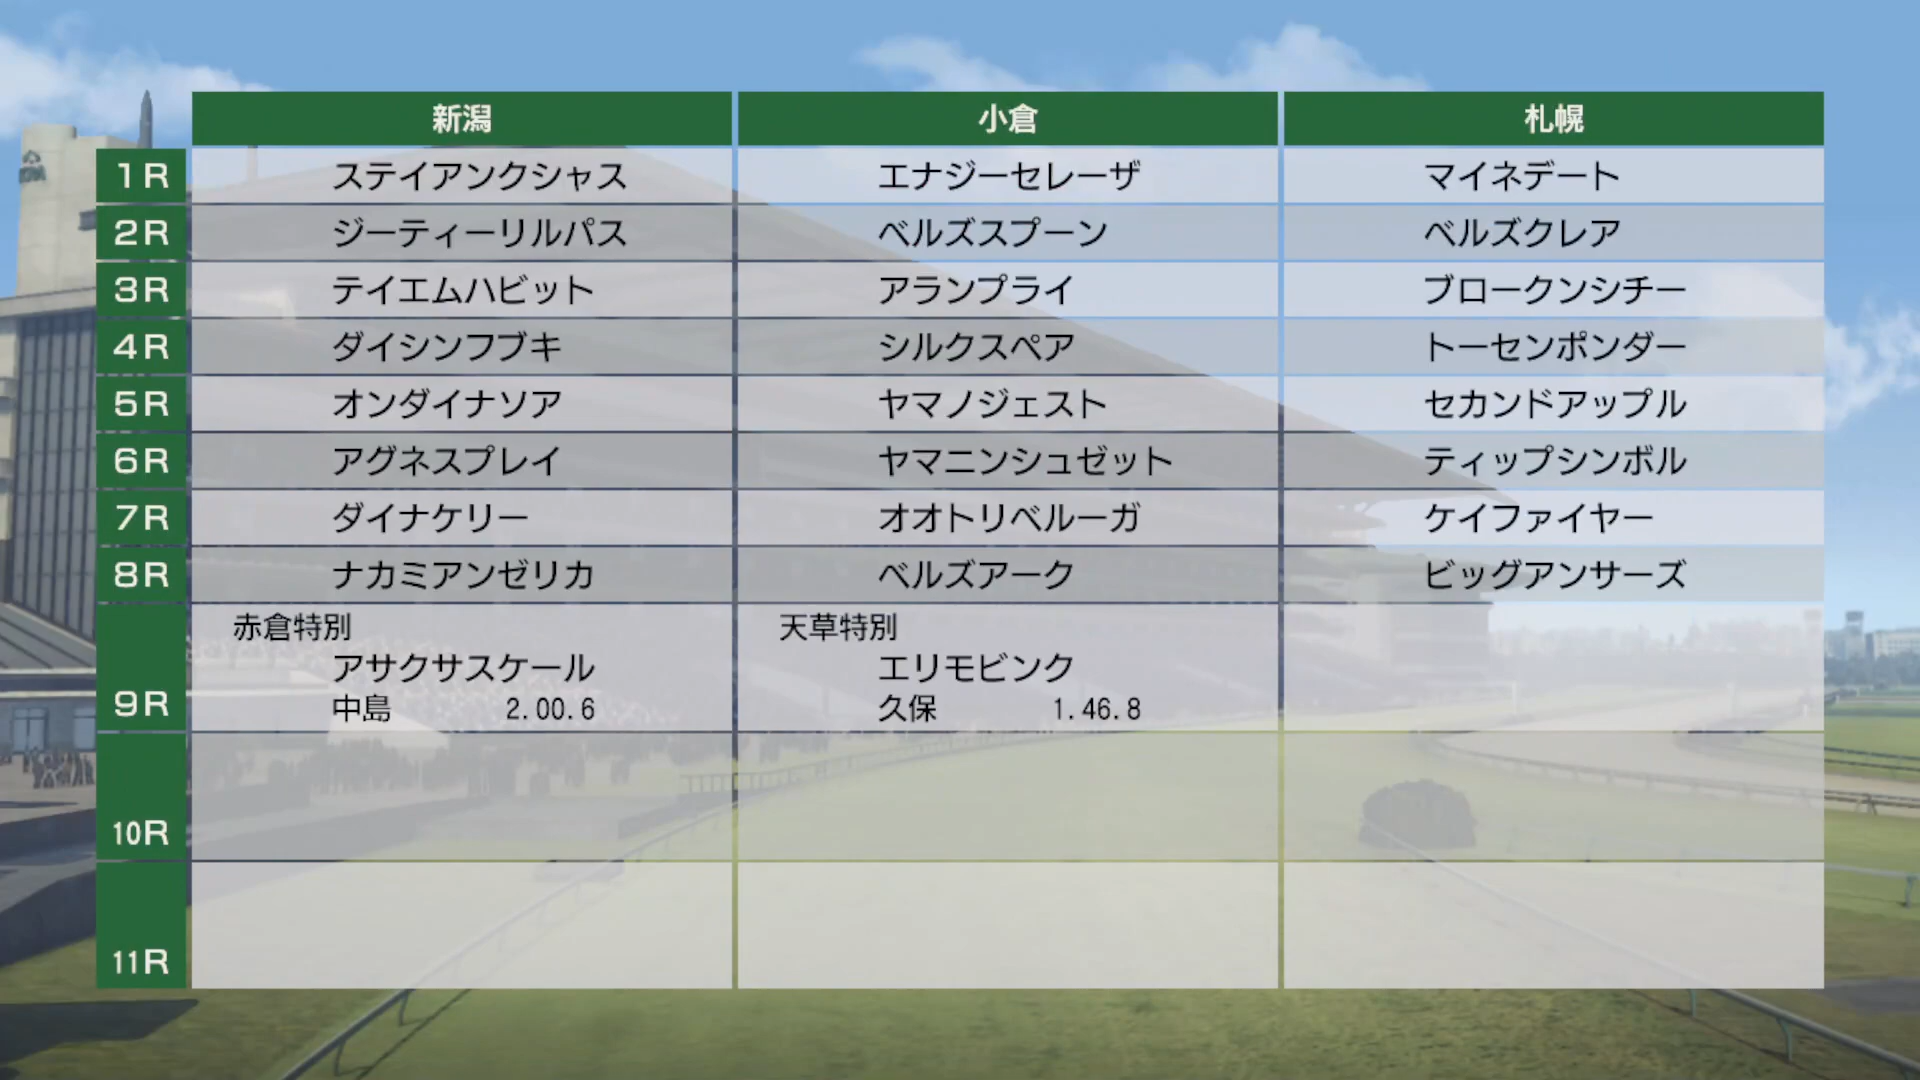 新潟 小倉 札幌
1R ステイアンクシャス エナジーセレーザ マイネデート
2R ジーティーリルパス ベルズスプーン ベルズクレア
3R テイエムハビット アランプライ ブロークンシチー
4R ダイシンフブキ シルクスペア トーセンポンダー
5R オンダイナソア ヤマノジェスト セカンドアップル
6R アグネスプレイ ヤマニンシュゼット ティップシンボル
7R ダイナケリー オオトリベルーガ ケイファイヤー
8R ナカミアンゼリカ ベルズアーク ビッグアンサーズ
赤倉特別 天草特別
アサクサスケール エリモビンク
9R 中島 2.00.6 久保 1.46.8
10R
11R